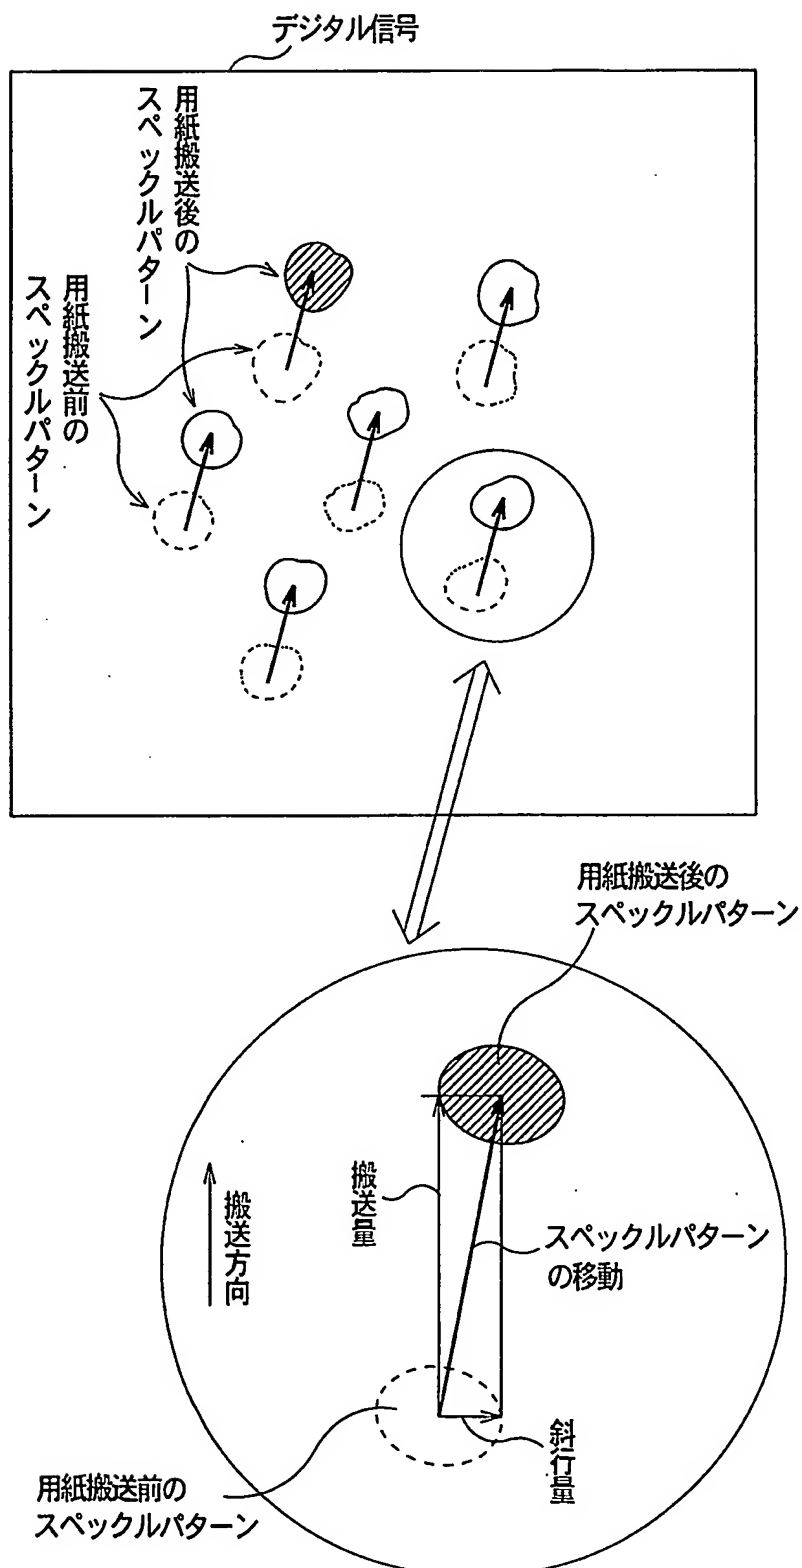 デジタル信号
用紙搬送後の
スペックルパターン
用紙搬送前の
スペックルパターン
用紙搬送後の
スペックルパターン
搬送量
搬送方向
スペックルパターン
の移動
斜行量
用紙搬送前の
スペックルパターン